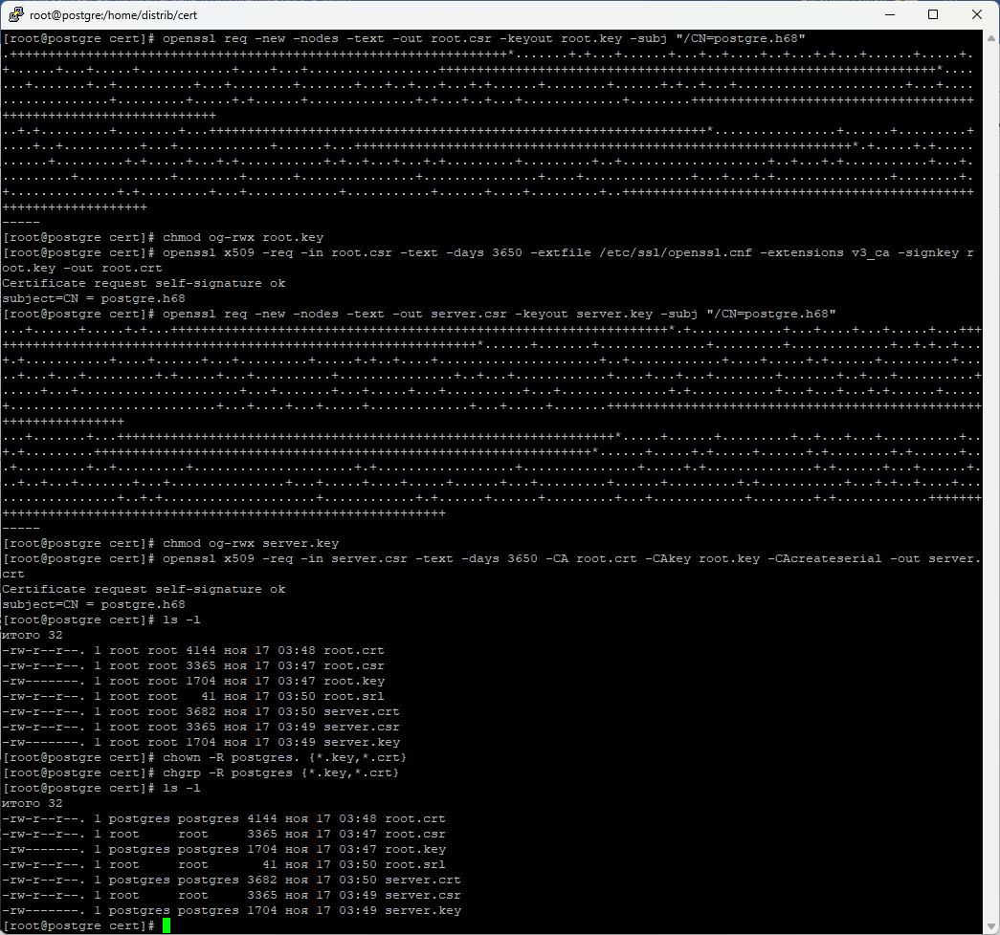 root@postgre:/home/distrib/cert
[root@postgre cert]# openssl req -new -nodes -text -out root.csr -keyout root.key -subj "/CN=postgre.h68"
-----
[root@postgre cert]# chmod og-rwx root.key
[root@postgre cert]# openssl x509 -req -in root.csr -text -days 3650 -extfile /etc/ssl/openssl.cnf -extensions v3_ca -signkey r
oot.key -out root.crt
Certificate request self-signature ok
subject=CN = postgre.h68
[root@postgre cert]# openssl req -new -nodes -text -out server.csr -keyout server.key -subj "/CN=postgre.h68"
-----
[root@postgre cert]# chmod og-rwx server.key
[root@postgre cert]# openssl x509 -req -in server.csr -text -days 3650 -CA root.crt -CAkey root.key -CAcreateserial -out server.
crt
Certificate request self-signature ok
subject=CN = postgre.h68
[root@postgre cert]# ls -l
итого 32
-rw-r--r--. 1 root root 4144 ноя 17 03:48 root.crt
-rw-r--r--. 1 root root 3365 ноя 17 03:47 root.csr
-rw-------. 1 root root 1704 ноя 17 03:47 root.key
-rw-r--r--. 1 root root   41 ноя 17 03:50 root.srl
-rw-r--r--. 1 root root 3682 ноя 17 03:50 server.crt
-rw-r--r--. 1 root root 3365 ноя 17 03:49 server.csr
-rw-------. 1 root root 1704 ноя 17 03:49 server.key
[root@postgre cert]# chown -R postgres. {*.key,*.crt}
[root@postgre cert]# chgrp -R postgres {*.key,*.crt}
[root@postgre cert]# ls -l
итого 32
-rw-r--r--. 1 postgres postgres 4144 ноя 17 03:48 root.crt
-rw-r--r--. 1 root     root     3365 ноя 17 03:47 root.csr
-rw-------. 1 postgres postgres 1704 ноя 17 03:47 root.key
-rw-r--r--. 1 root     root       41 ноя 17 03:50 root.srl
-rw-r--r--. 1 postgres postgres 3682 ноя 17 03:50 server.crt
-rw-r--r--. 1 root     root     3365 ноя 17 03:49 server.csr
-rw-------. 1 postgres postgres 1704 ноя 17 03:49 server.key
[root@postgre cert]#